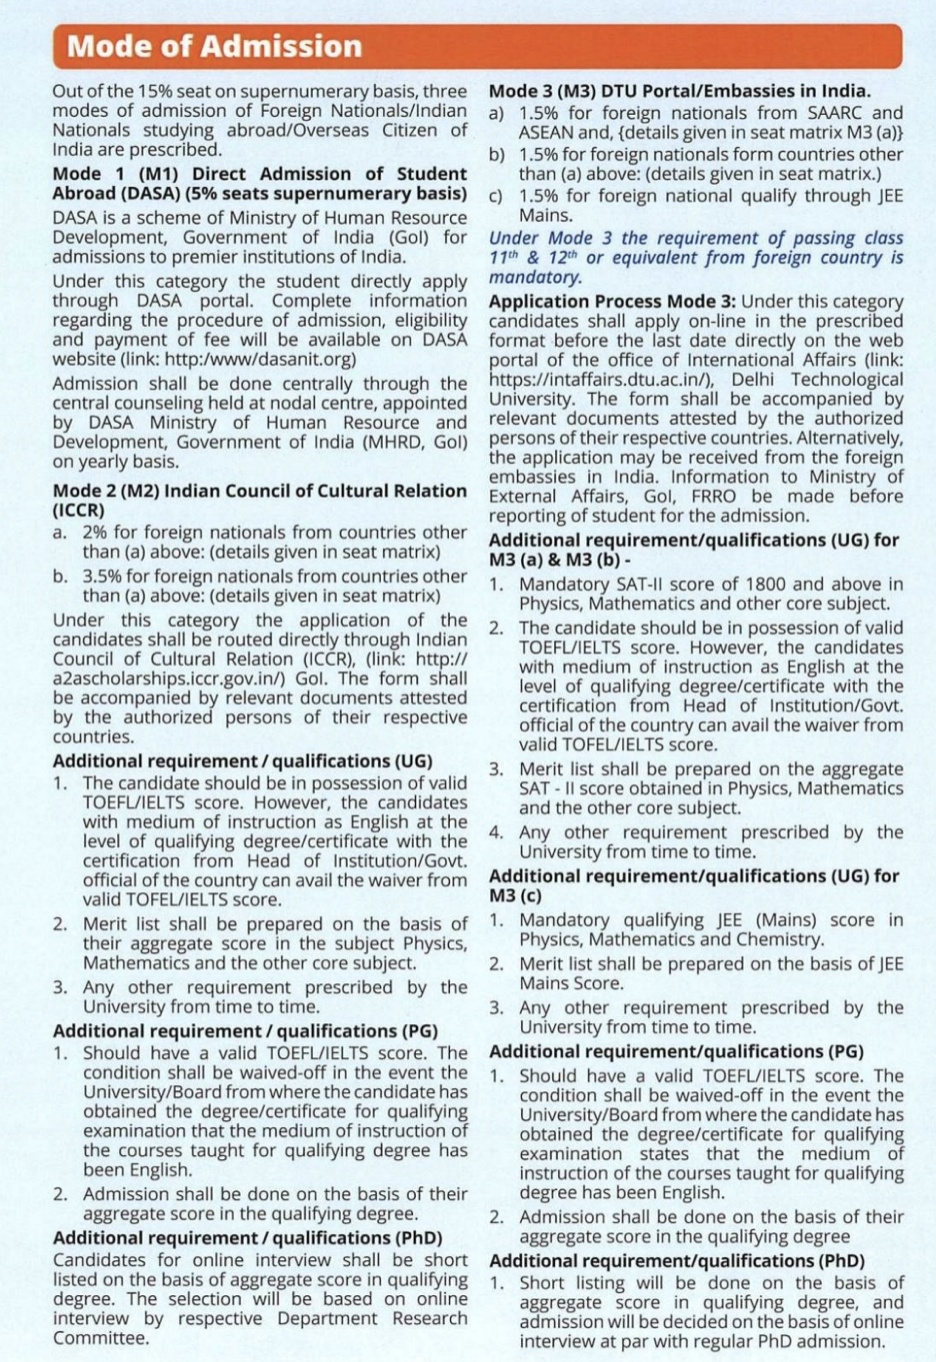 Mode of Admission
Out of the 15% seat on supernumerary basis, three
modes of admission of Foreign Nationals/Indian
Nationals studying abroad/Overseas Citizen of
India are prescribed.
Mode 1 (M1) Direct Admission of Student
Abroad (DASA) (5% seats supernumerary basis)
DASA is a scheme of Ministry of Human Resource
Development, Government of India (GoI) for
admissions to premier institutions of India.
Under this category the student directly apply
through DASA portal. Complete information
regarding the procedure of admission, eligibility
and payment of fee will be available on DASA
website (link: http:/www/dasanit.org)
Admission shall be done centrally through the
central counseling held at nodal centre, appointed
by DASA Ministry of Human Resource and
Development, Government of India (MHRD, GoI)
on yearly basis.
Mode 2 (M2) Indian Council of Cultural Relation
(ICCR)
a. 2% for foreign nationals from countries other
than (a) above: (details given in seat matrix)
b. 3.5% for foreign nationals from countries other
than (a) above: (details given in seat matrix)
Under this category the application of the
candidates shall be routed directly through Indian
Council of Cultural Relation (ICCR), (link: http://
a2ascholarships.iccr.gov.in/) GoI. The form shall
be accompanied by relevant documents attested
by the authorized persons of their respective
countries.
Additional requirement / qualifications (UG)
1. The candidate should be in possession of valid
TOEFL/IELTS score. However, the candidates
with medium of instruction as English at the
level of qualifying degree/certificate with the
certification from Head of Institution/Govt.
official of the country can avail the waiver from
valid TOFEL/IELTS score.
2. Merit list shall be prepared on the basis of
their aggregate score in the subject Physics,
Mathematics and the other core subject.
3. Any other requirement prescribed by the
University from time to time.
Additional requirement / qualifications (PG)
1. Should have a valid TOEFL/IELTS score. The
condition shall be waived-off in the event the
University/Board from where the candidate has
obtained the degree/certificate for qualifying
examination that the medium of instruction of
the courses taught for qualifying degree has
been English.
2. Admission shall be done on the basis of their
aggregate score in the qualifying degree.
Additional requirement / qualifications (PhD)
Candidates for online interview shall be short
listed on the basis of aggregate score in qualifying
degree. The selection will be based on online
interview by respective Department Research
Committee.
Mode 3 (M3) DTU Portal/Embassies in India.
a) 1.5% for foreign nationals from SAARC and
ASEAN and, {details given in seat matrix M3 (a)}
b) 1.5% for foreign nationals form countries other
than (a) above: (details given in seat matrix.)
c) 1.5% for foreign national qualify through JEE
Mains.
Under Mode 3 the requirement of passing class
11th & 12th or equivalent from foreign country is
mandatory.
Application Process Mode 3: Under this category
candidates shall apply on-line in the prescribed
format before the last date directly on the web
portal of the office of International Affairs (link:
https://intaffairs.dtu.ac.in/), Delhi Technological
University. The form shall be accompanied by
relevant documents attested by the authorized
persons of their respective countries. Alternatively,
the application may be received from the foreign
embassies in India. Information to Ministry of
External Affairs, GoI, FRRO be made before
reporting of student for the admission.
Additional requirement/qualifications (UG) for
M3 (a) & M3 (b) -
1. Mandatory SAT-II score of 1800 and above in
Physics, Mathematics and other core subject.
2. The candidate should be in possession of valid
TOEFL/IELTS score. However, the candidates
with medium of instruction as English at the
level of qualifying degree/certificate with the
certification from Head of Institution/Govt.
official of the country can avail the waiver from
valid TOFEL/IELTS score.
3. Merit list shall be prepared on the aggregate
SAT - II score obtained in Physics, Mathematics
and the other core subject.
4. Any other requirement prescribed by the
University from time to time.
Additional requirement/qualifications (UG) for
M3 (c)
1. Mandatory qualifying JEE (Mains) score in
Physics, Mathematics and Chemistry.
2. Merit list shall be prepared on the basis of JEE
Mains Score.
3. Any other requirement prescribed by the
University from time to time.
Additional requirement/qualifications (PG)
1. Should have a valid TOEFL/IELTS score. The
condition shall be waived-off in the event the
University/Board from where the candidate has
obtained the degree/certificate for qualifying
examination states that the medium of
instruction of the courses taught for qualifying
degree has been English.
2. Admission shall be done on the basis of their
aggregate score in the qualifying degree
Additional requirement/qualifications (PhD)
1. Short listing will be done on the basis of
aggregate score in qualifying degree, and
admission will be decided on the basis of online
interview at par with regular PhD admission.